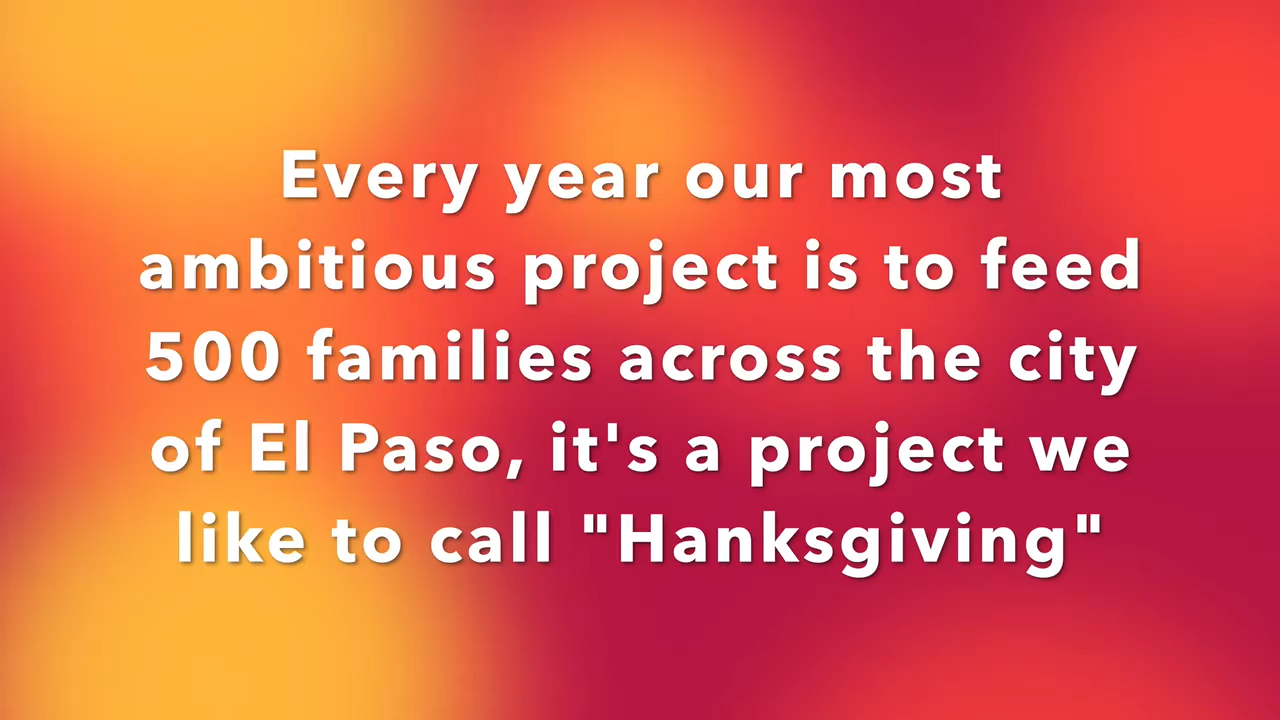 Every year our most
ambitious project is to feed
500 families across the city
of El Paso, it's a project we
like to call "Hanksgiving"